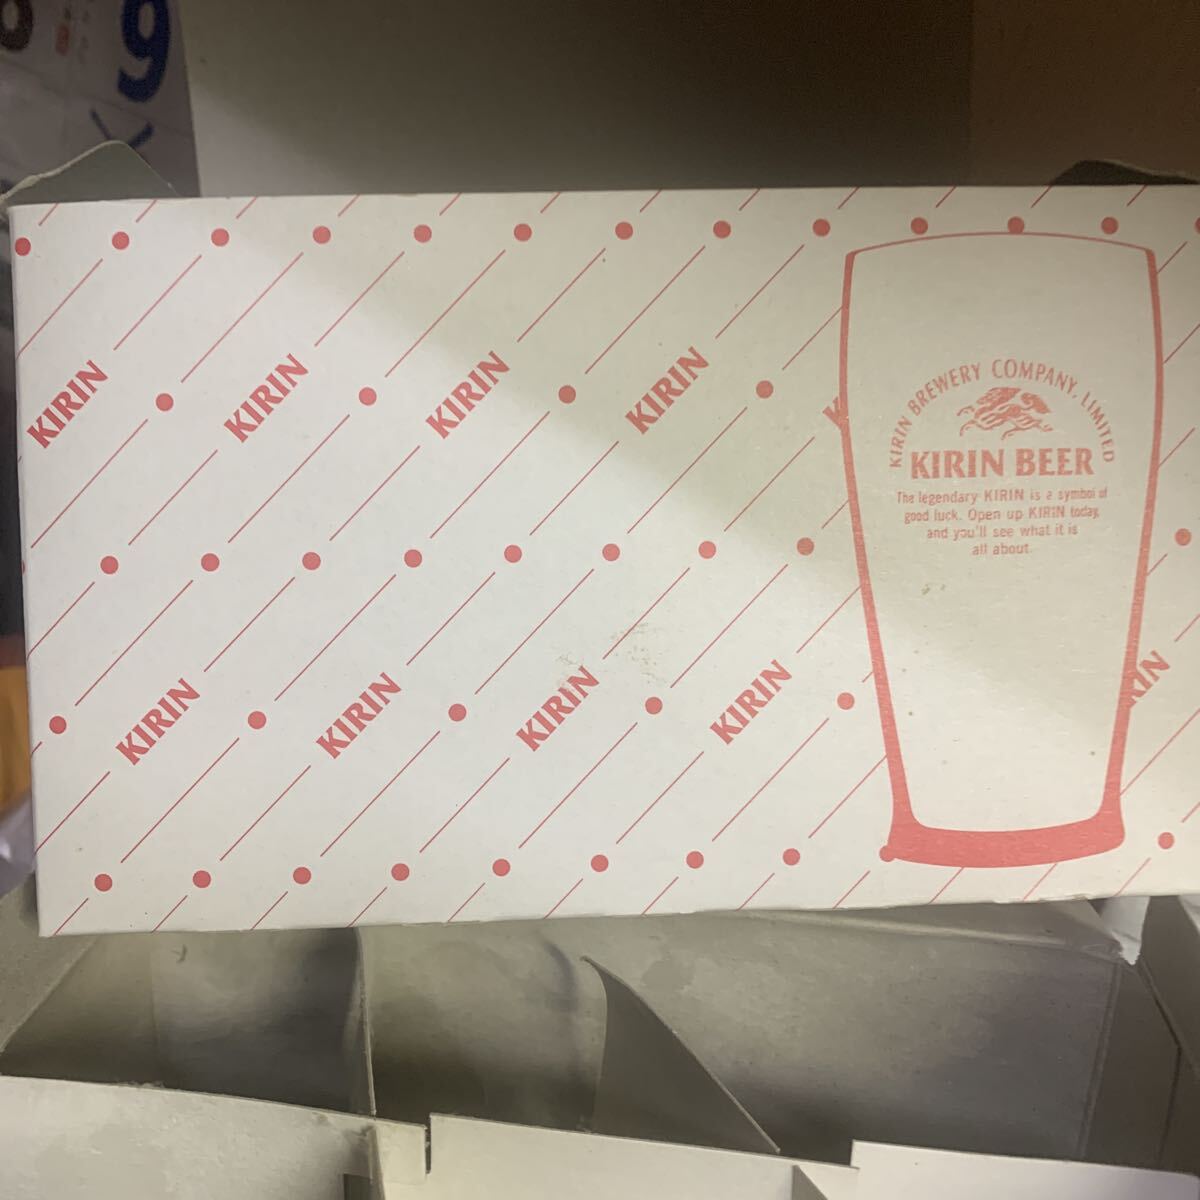 9
KIRIN KIRIN KIRIN KIRIN
KIRIN BREWERY COMPANY, LIMITED
KIRIN BEER
The legendary KIRIN is a symbol of
good luck. Open up KIRIN today,
and you'll see what it is
all about.
KIRIN KIRIN KIRIN KIRIN